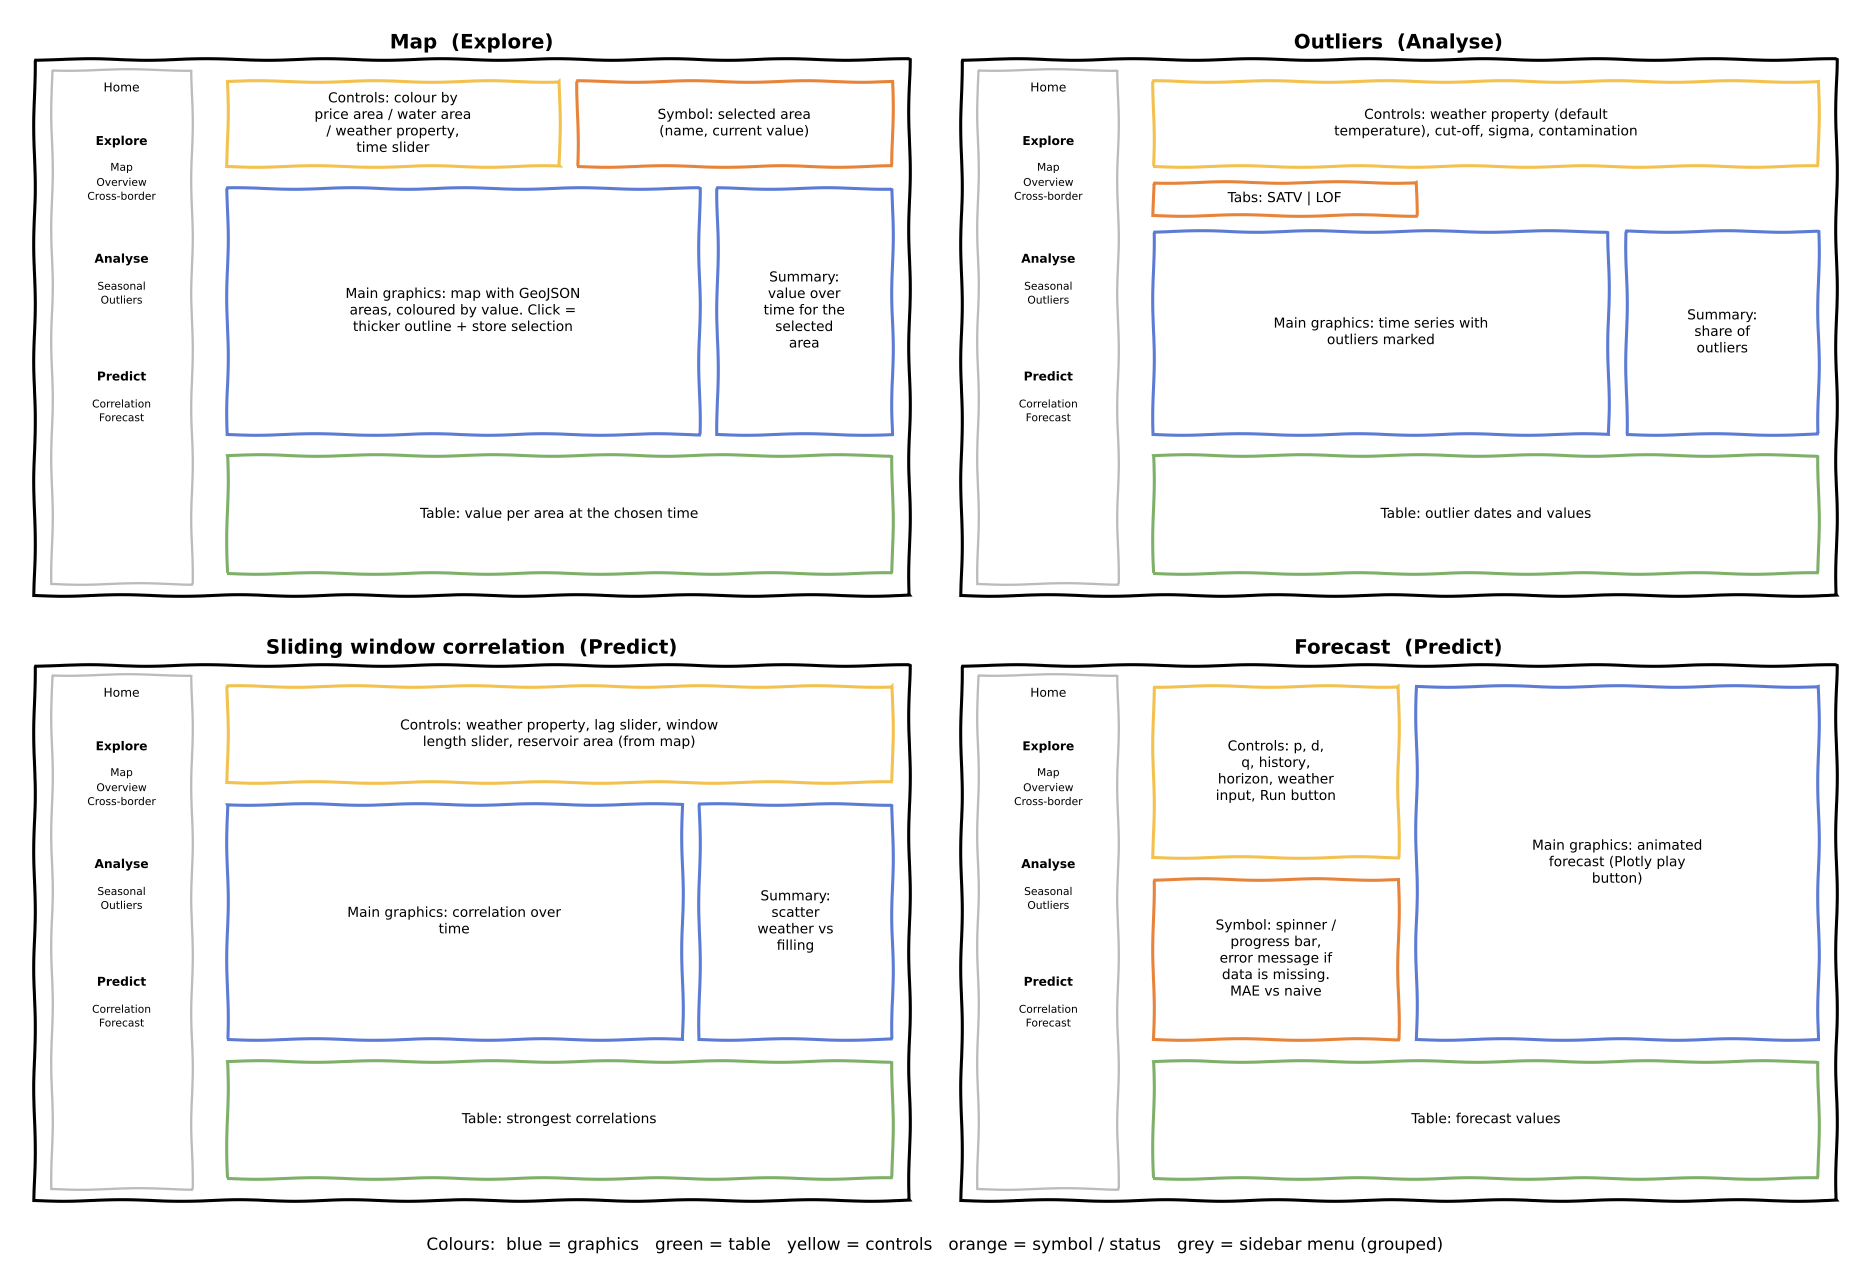 Map  (Explore)
Home
Explore
Map
Overview
Cross-border
Analyse
Seasonal
Outliers
Predict
Correlation
Forecast
Controls: colour by
price area / water area
/ weather property,
time slider
Symbol: selected area
(name, current value)
Main graphics: map with GeoJSON
areas, coloured by value. Click =
thicker outline + store selection
Summary:
value over
time for the
selected
area
Table: value per area at the chosen time
Outliers  (Analyse)
Home
Explore
Map
Overview
Cross-border
Analyse
Seasonal
Outliers
Predict
Correlation
Forecast
Controls: weather property (default
temperature), cut-off, sigma, contamination
Tabs: SATV | LOF
Main graphics: time series with
outliers marked
Summary:
share of
outliers
Table: outlier dates and values
Sliding window correlation  (Predict)
Home
Explore
Map
Overview
Cross-border
Analyse
Seasonal
Outliers
Predict
Correlation
Forecast
Controls: weather property, lag slider, window
length slider, reservoir area (from map)
Main graphics: correlation over
time
Summary:
scatter
weather vs
filling
Table: strongest correlations
Forecast  (Predict)
Home
Explore
Map
Overview
Cross-border
Analyse
Seasonal
Outliers
Predict
Correlation
Forecast
Controls: p, d,
q, history,
horizon, weather
input, Run button
Symbol: spinner /
progress bar,
error message if
data is missing.
MAE vs naive
Main graphics: animated
forecast (Plotly play
button)
Table: forecast values
Colours:  blue = graphics   green = table   yellow = controls   orange = symbol / status   grey = sidebar menu (grouped)